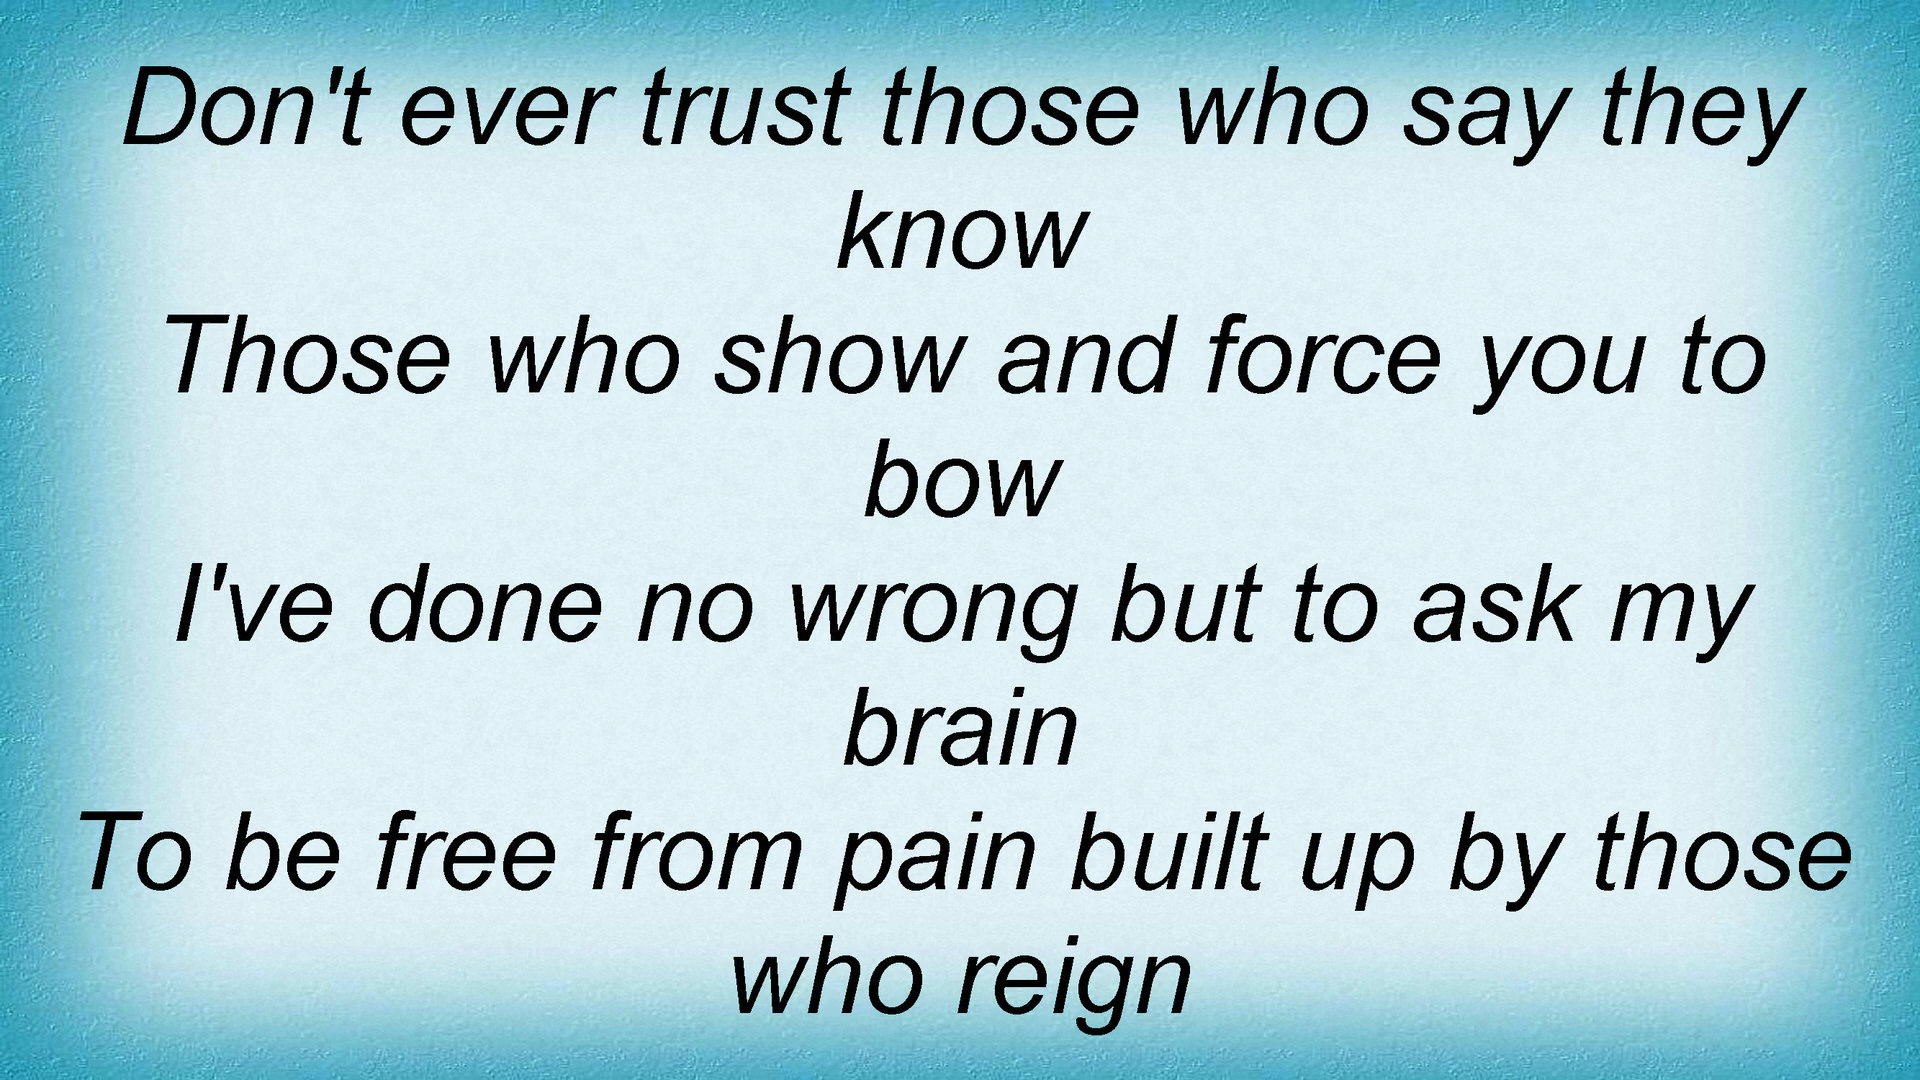 Don't ever trust those who say they
know
Those who show and force you to
bow
I've done no wrong but to ask my
brain
To be free from pain built up by those
who reign